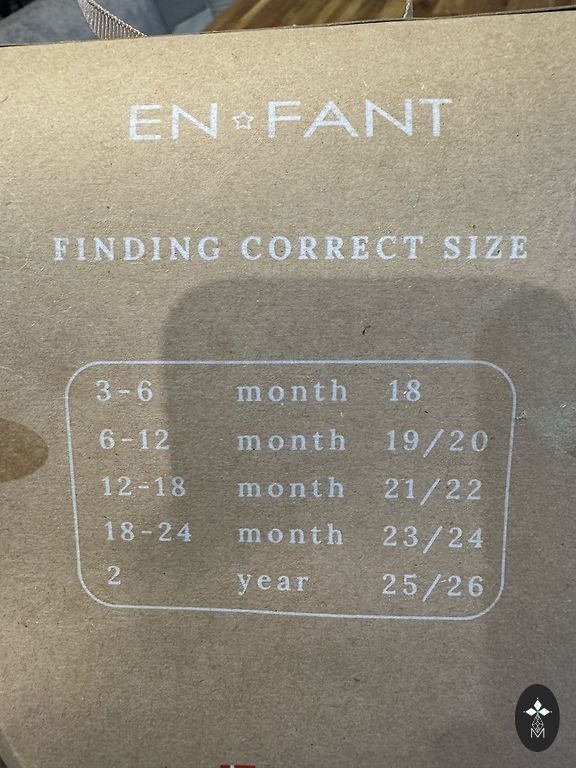 EN☆FANT
FINDING CORRECT SIZE
3-6 month 18
6-12 month 19/20
12-18 month 21/22
18-24 month 23/24
2 year 25/26
M